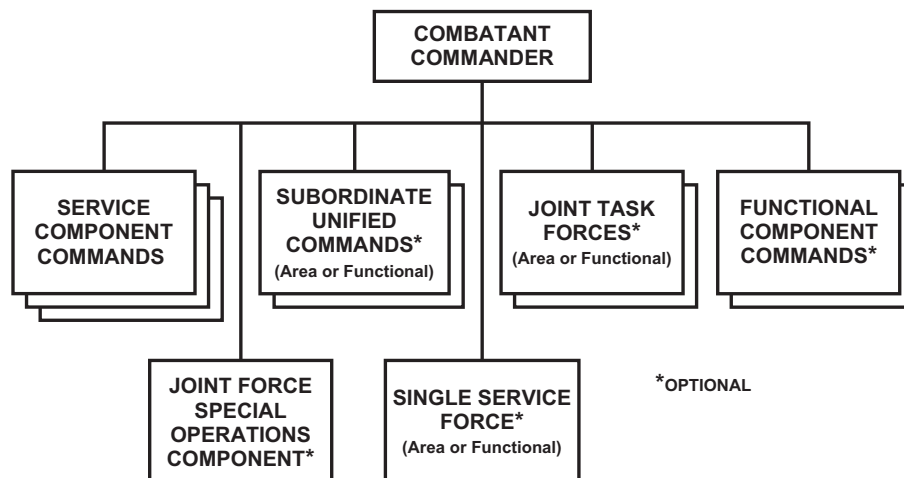 COMBATANT
COMMANDER
SERVICE
COMPONENT
COMMANDS
SUBORDINATE
UNIFIED
COMMANDS*
(Area or Functional)
JOINT TASK
FORCES*
(Area or Functional)
FUNCTIONAL
COMPONENT
COMMANDS*
JOINT FORCE
SPECIAL
OPERATIONS
COMPONENT*
SINGLE SERVICE
FORCE*
(Area or Functional)
*OPTIONAL